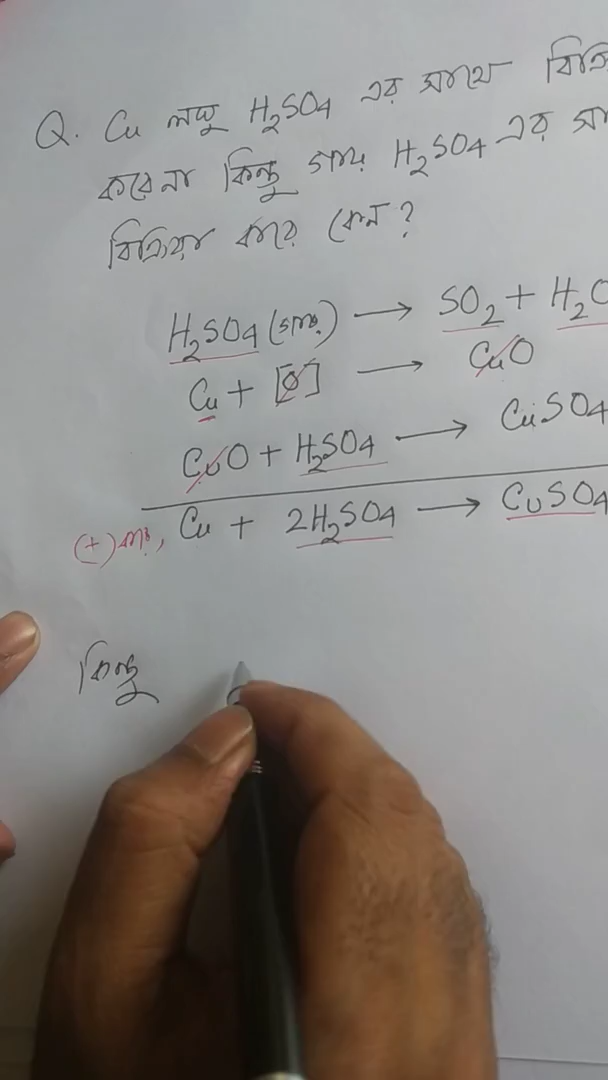 Q. Cu লঘু H₂SO₄ এর সাথে বিক্রি
করে না কিন্তু গাঢ় H₂SO₄ এর সা
বিক্রিয়া করে কেন?
H₂SO₄ (গাঢ়) → SO₂ + H₂O
Cu + [O] → CuO
CuO + H₂SO₄ → CuSO₄
(+) করে, Cu + 2H₂SO₄ → CuSO₄
কিন্তু